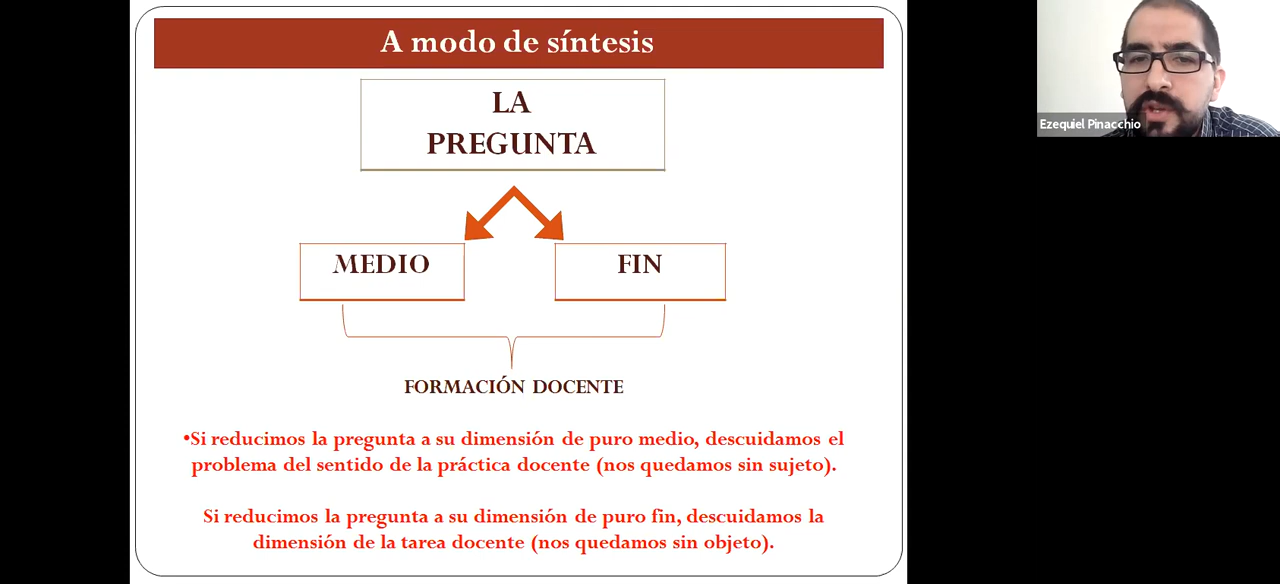 A modo de síntesis
LA
PREGUNTA
MEDIO
FIN
FORMACIÓN DOCENTE
•Si reducimos la pregunta a su dimensión de puro medio, descuidamos el
problema del sentido de la práctica docente (nos quedamos sin sujeto).
Si reducimos la pregunta a su dimensión de puro fin, descuidamos la
dimensión de la tarea docente (nos quedamos sin objeto).
Ezequiel Pinacchio